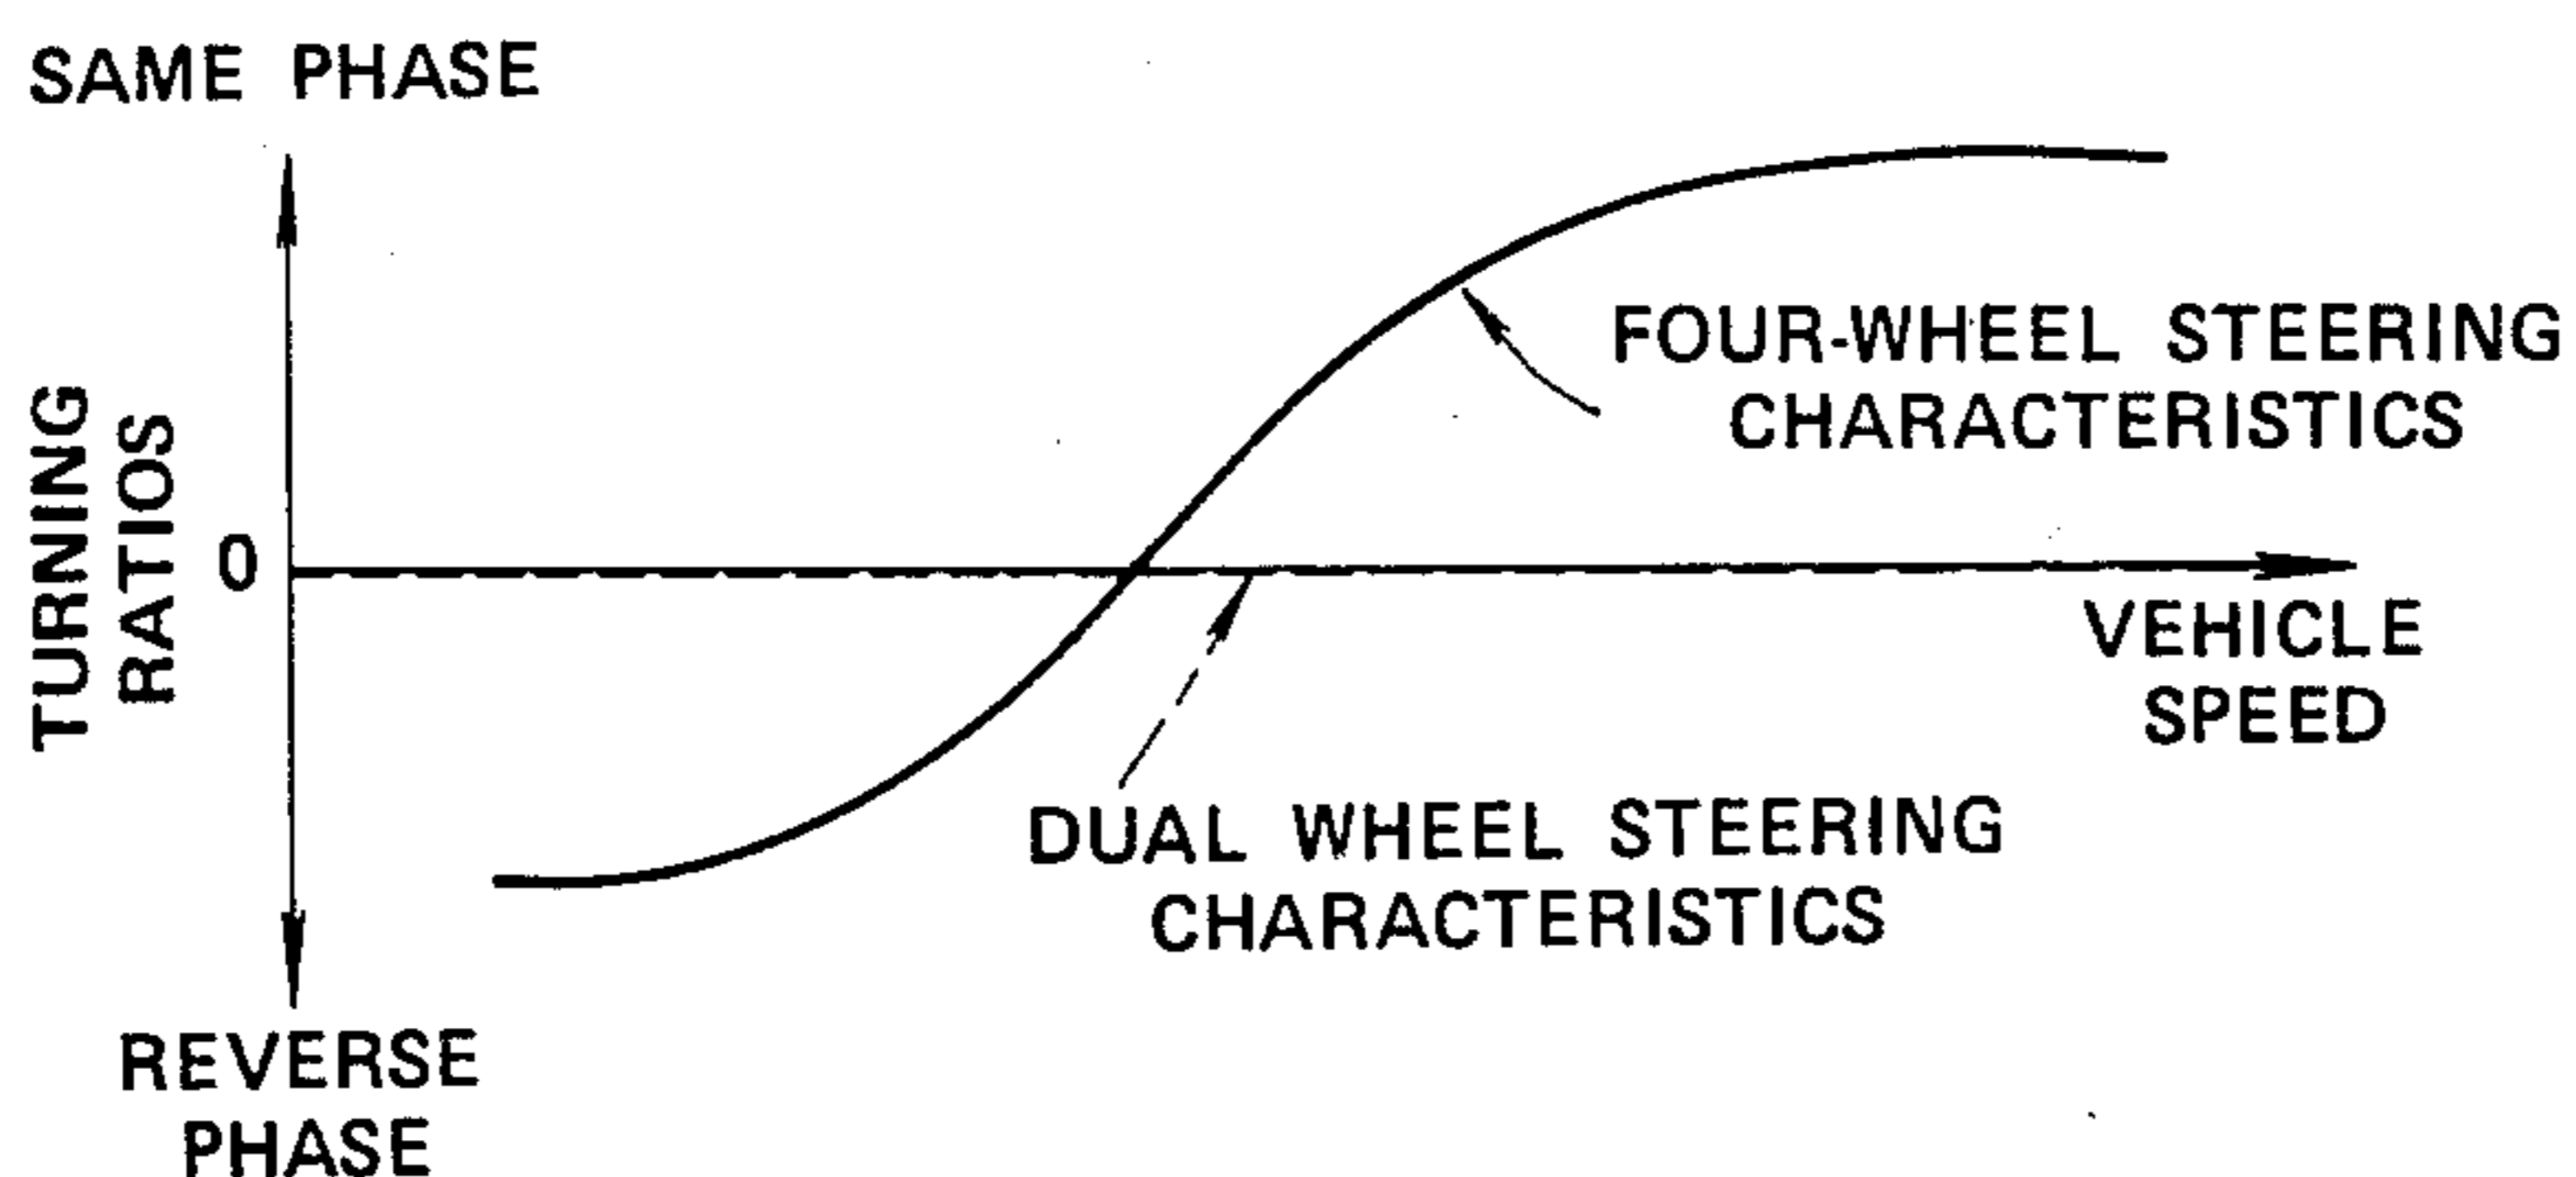 SAME PHASE
TURNING
RATIOS
0
FOUR-WHEEL STEERING
CHARACTERISTICS
VEHICLE
SPEED
DUAL WHEEL STEERING
CHARACTERISTICS
REVERSE
PHASE